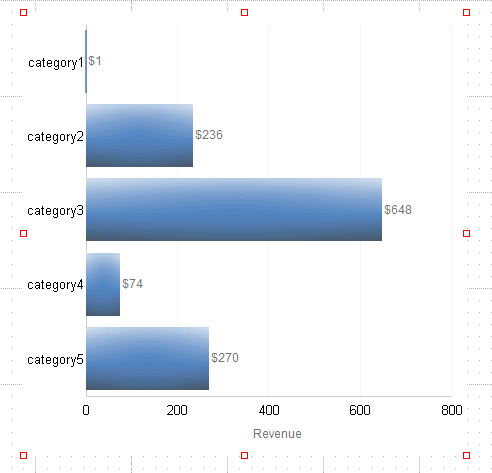 category1 $1
category2 $236
category3 $648
category4 $74
category5 $270
0 200 400 600 800
Revenue